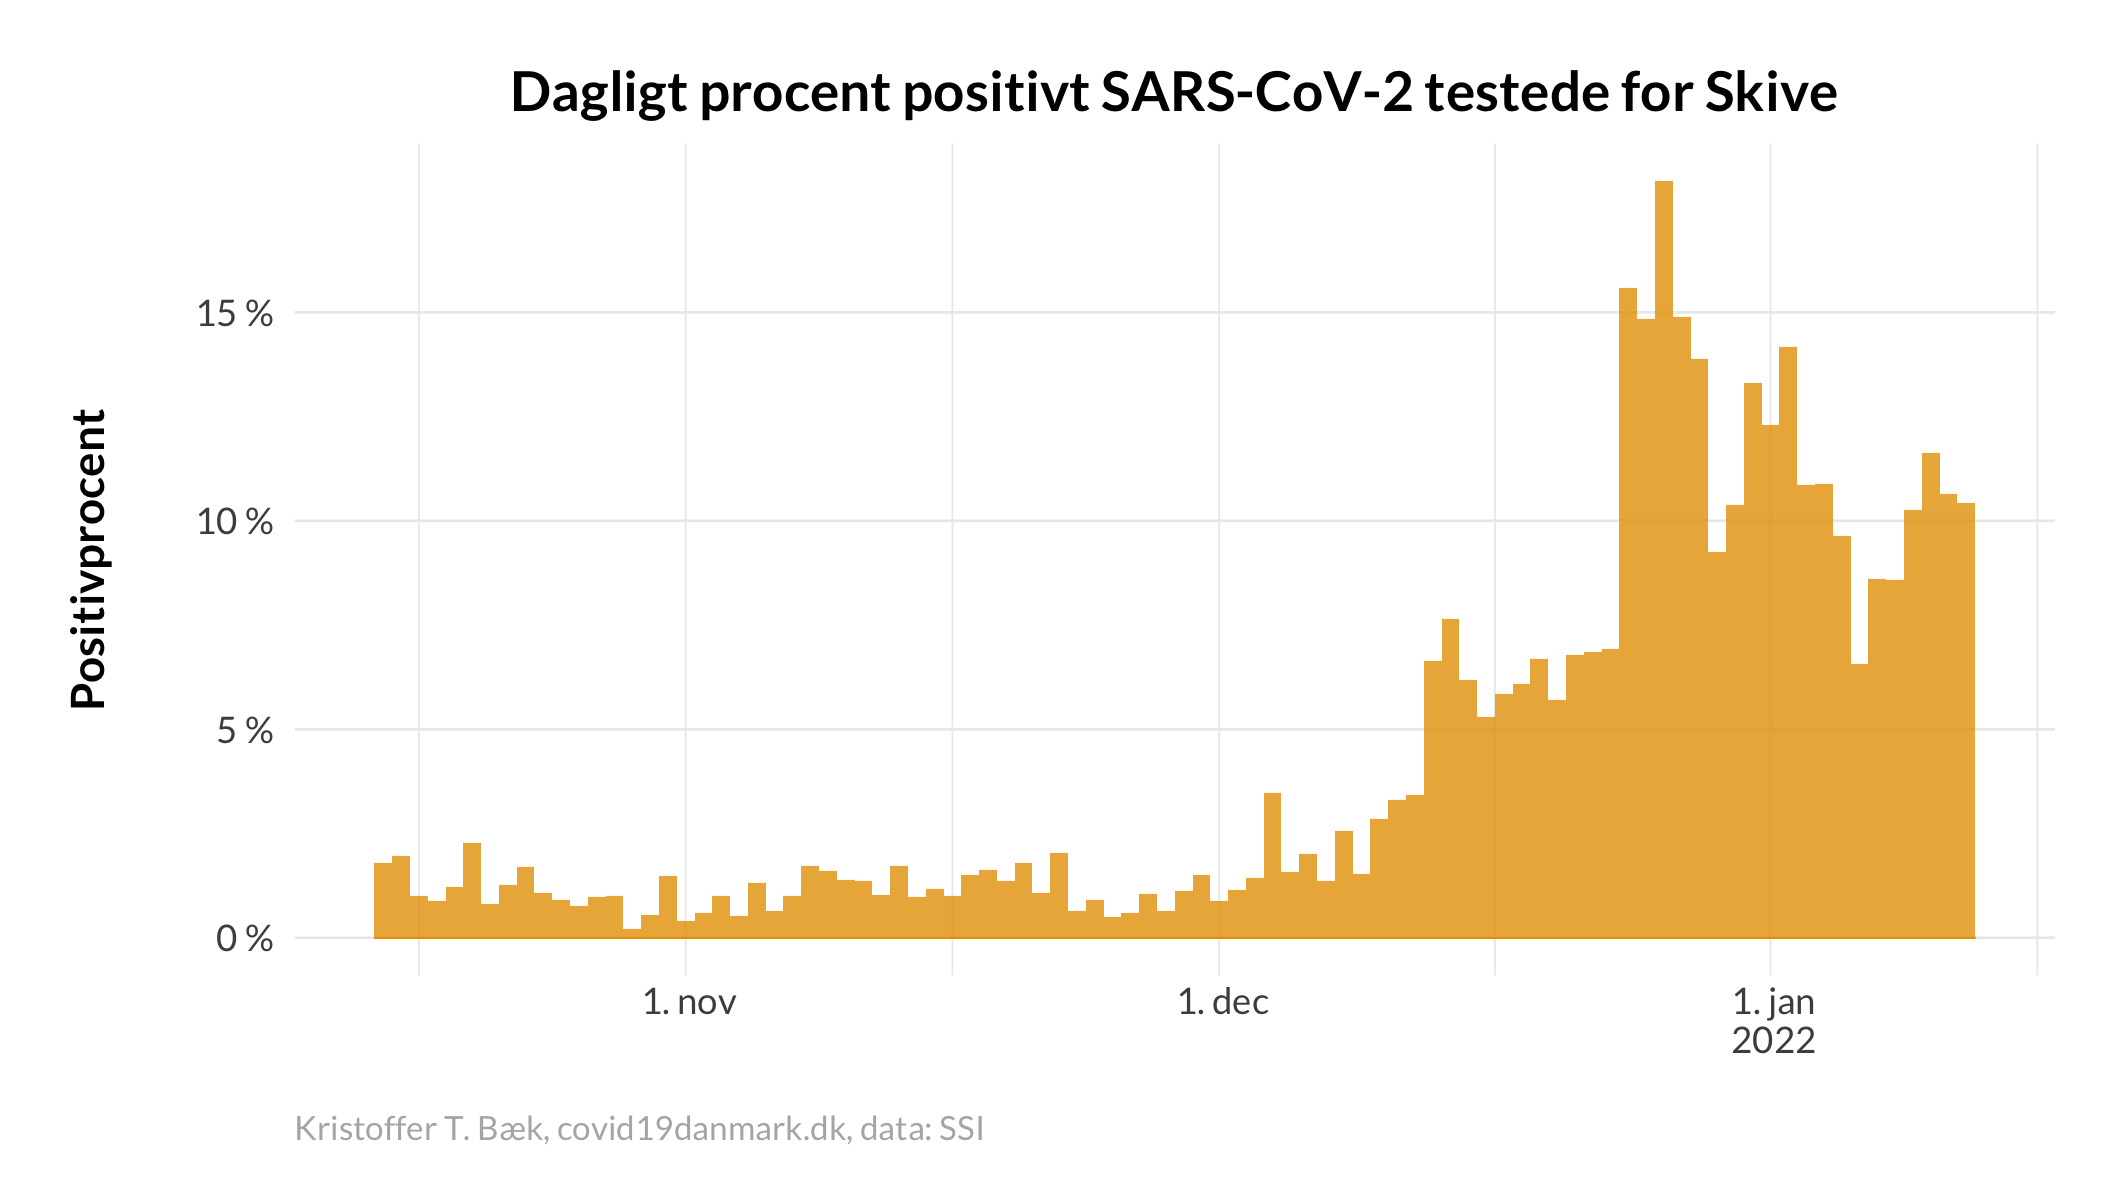 Dagligt procent positivt SARS-CoV-2 testede for Skive
Positivprocent
15 %
10 %
5 %
0 %
1. nov
1. dec
1. jan
2022
Kristoffer T. Bæk, covid19danmark.dk, data: SSI